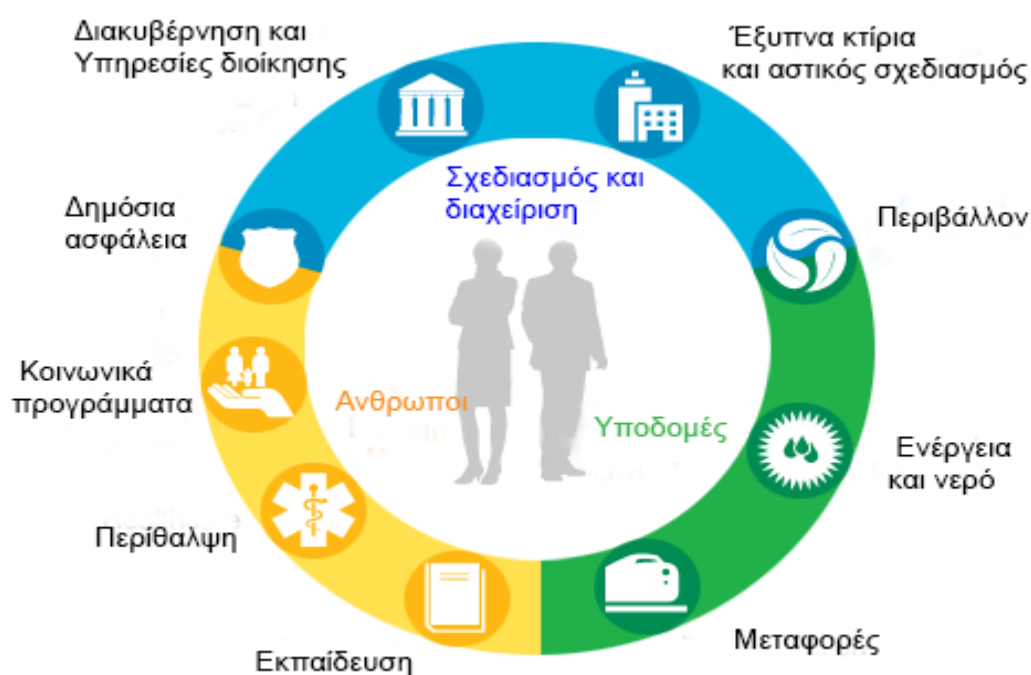 Διακυβέρνηση και
Υπηρεσίες διοίκησης
Έξυπνα κτίρια
και αστικός σχεδιασμός
Σχεδιασμός και
διαχείριση
Δημόσια
ασφάλεια
Περιβάλλον
Κοινωνικά
προγράμματα
Ανθρωποι
Υποδομές
Ενέργεια
και νερό
Περίθαλψη
Μεταφορές
Εκπαίδευση